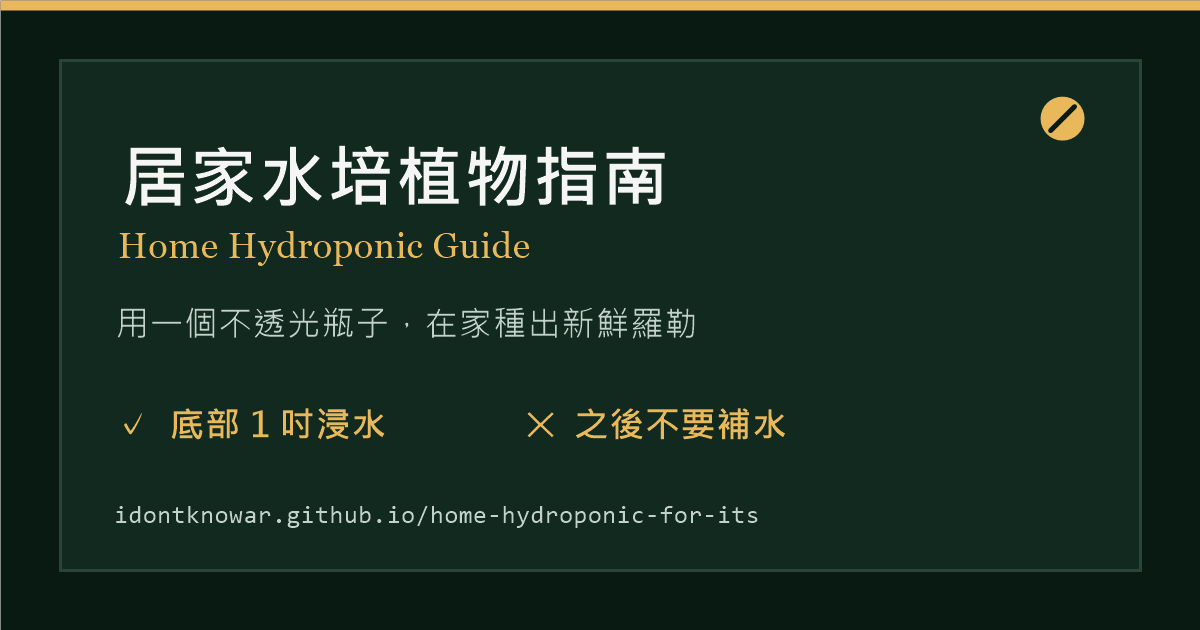 居家水培植物指南
Home Hydroponic Guide
用一個不透光瓶子，在家種出新鮮羅勒
✓ 底部 1 吋浸水
✕ 之後不要補水
idontknowar.github.io/home-hydroponic-for-its